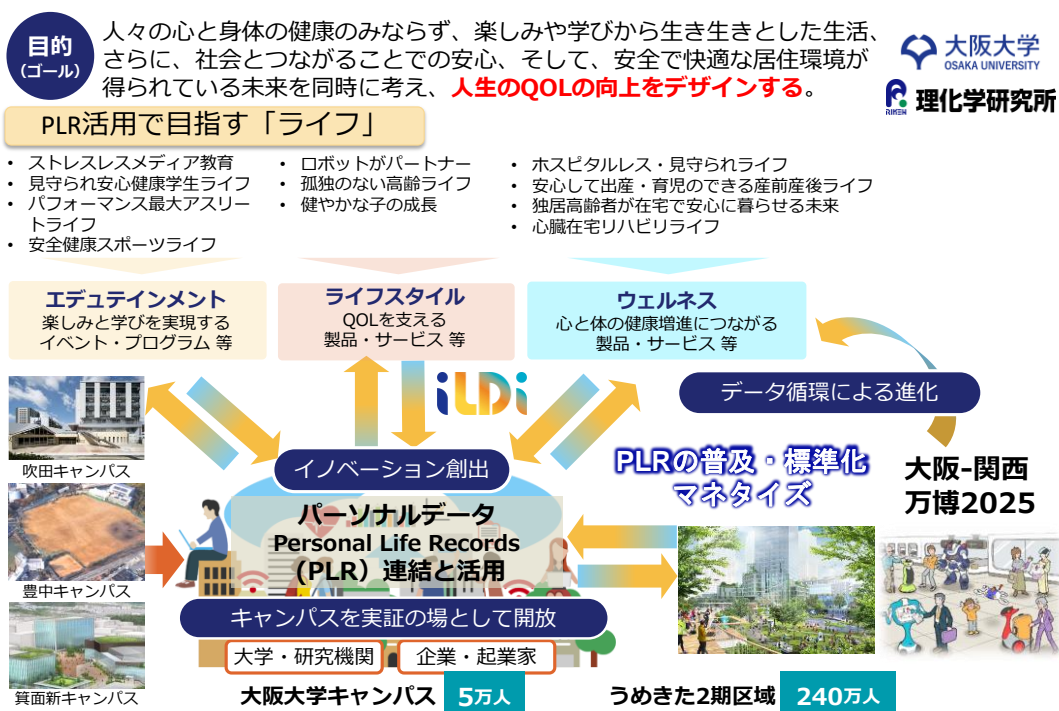 目的
(ゴール)
人々の心と身体の健康のみならず、楽しみや学びから生き生きとした生活、
さらに、社会とつながることでの安心、そして、安全で快適な居住環境が
得られている未来を同時に考え、人生のQOLの向上をデザインする。
大阪大学
OSAKA UNIVERSITY
RIKEN
理化学研究所
PLR活用で目指す「ライフ」
• ストレスレスメディア教育
• 見守られ安心健康学生ライフ
• パフォーマンス最大アスリー
トライフ
• 安全健康スポーツライフ
• ロボットがパートナー
• 孤独のない高齢ライフ
• 健やかな子の成長
• ホスピタルレス・見守られライフ
• 安心して出産・育児のできる産前産後ライフ
• 独居高齢者が在宅で安心に暮らせる未来
• 心臓在宅リハビリライフ
エデュテインメント
楽しみと学びを実現する
イベント・プログラム 等
ライフスタイル
QOLを支える
製品・サービス 等
ウェルネス
心と体の健康増進につながる
製品・サービス 等
iLDi
データ循環による進化
吹田キャンパス
イノベーション創出
PLRの普及・標準化
マネタイズ
大阪-関西
万博2025
パーソナルデータ
Personal Life Records
(PLR）連結と活用
豊中キャンパス
キャンパスを実証の場として開放
大学・研究機関
企業・起業家
箕面新キャンパス
大阪大学キャンパス
5万人
うめきた2期区域
240万人